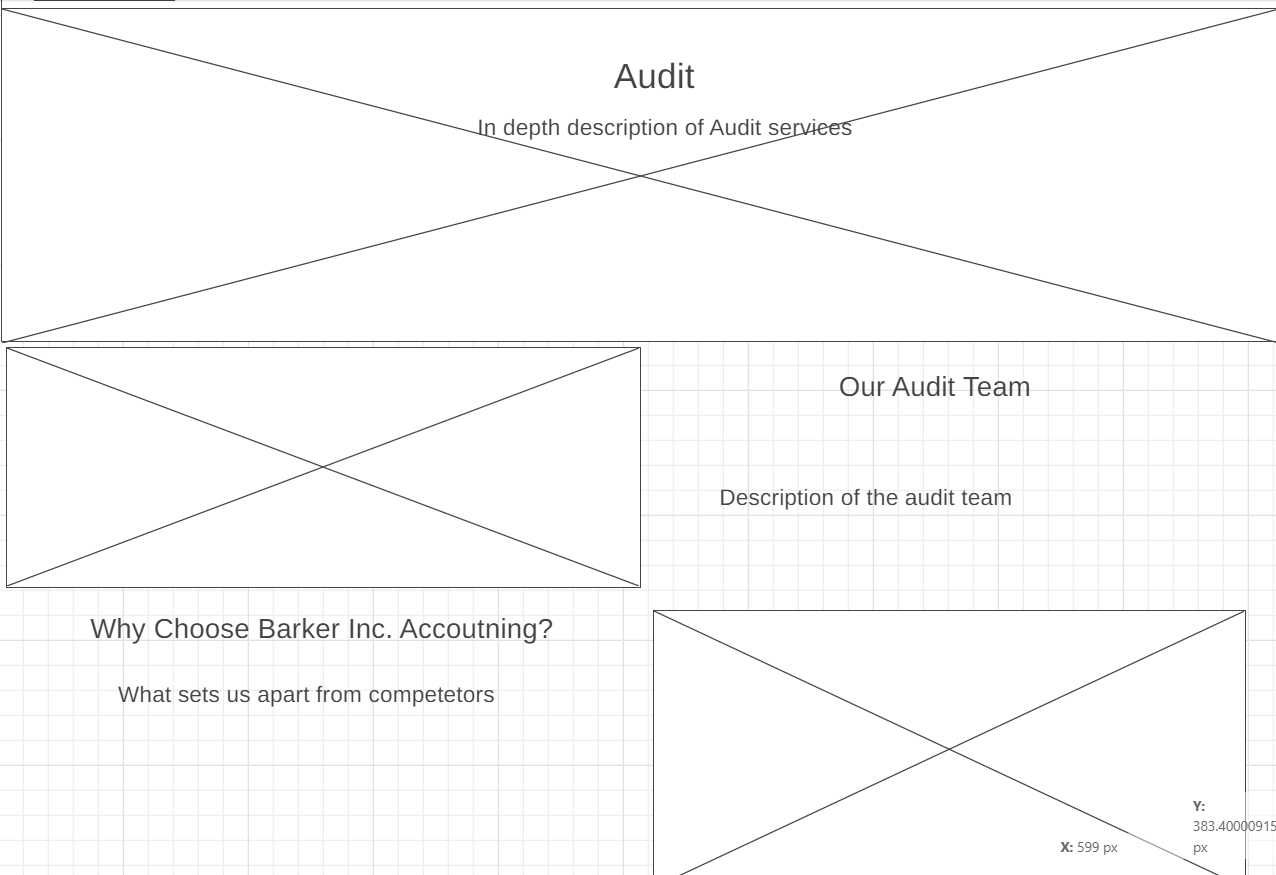 Audit
In depth description of Audit services
Our Audit Team
Description of the audit team
Why Choose Barker Inc. Accoutning?
What sets us apart from competetors
Y:
383.40000915
px
X: 599 px